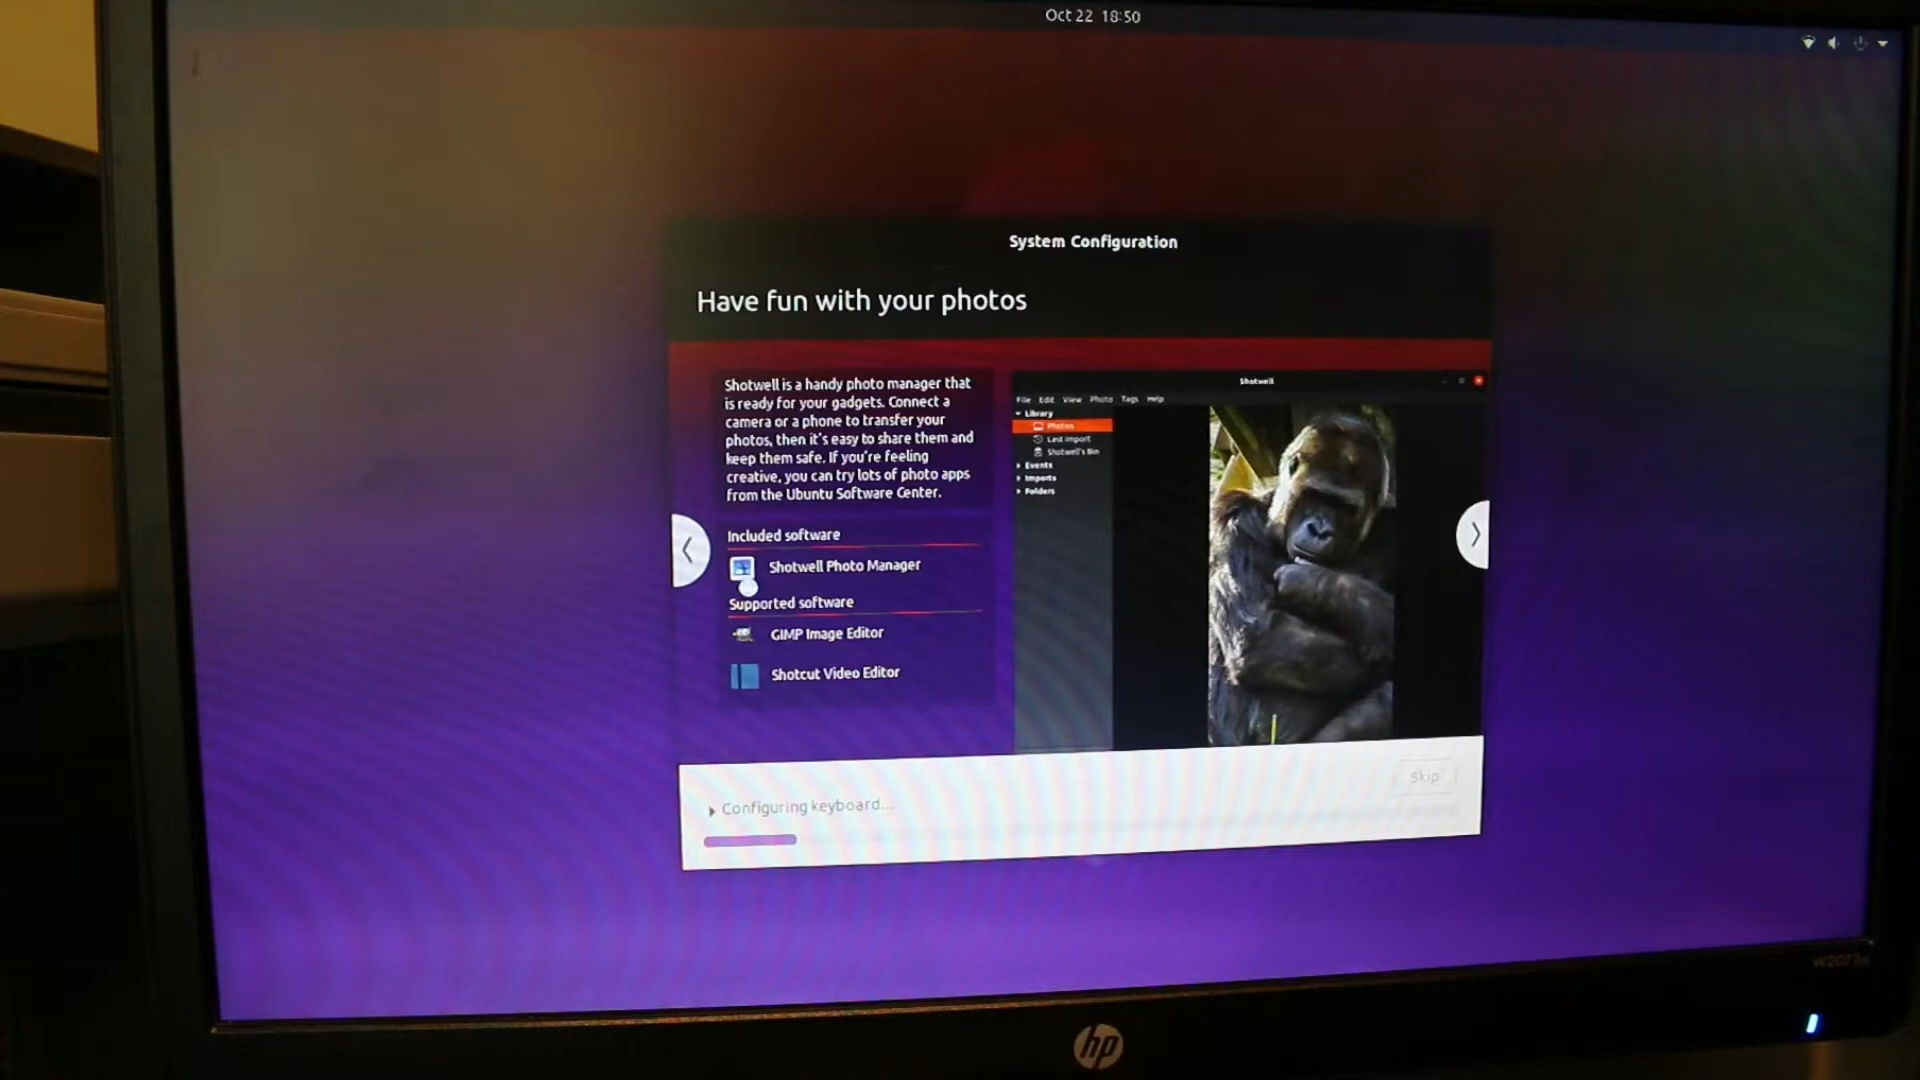 Oct 22 18:50
System Configuration
Have fun with your photos
Shotwell is a handy photo manager that
is ready for your gadgets. Connect a
camera or a phone to transfer your
photos, then it's easy to share them and
keep them safe. If you're feeling
creative, you can try lots of photo apps
from the Ubuntu Software Center.
Included software
Shotwell Photo Manager
Supported software
GIMP Image Editor
Shotcut Video Editor
Shotwell
File Edit View Photo Tags Help
Library
Photos
Last Import
Shotwell's Bin
Events
Imports
Folders
Skip
Configuring keyboard...
hp